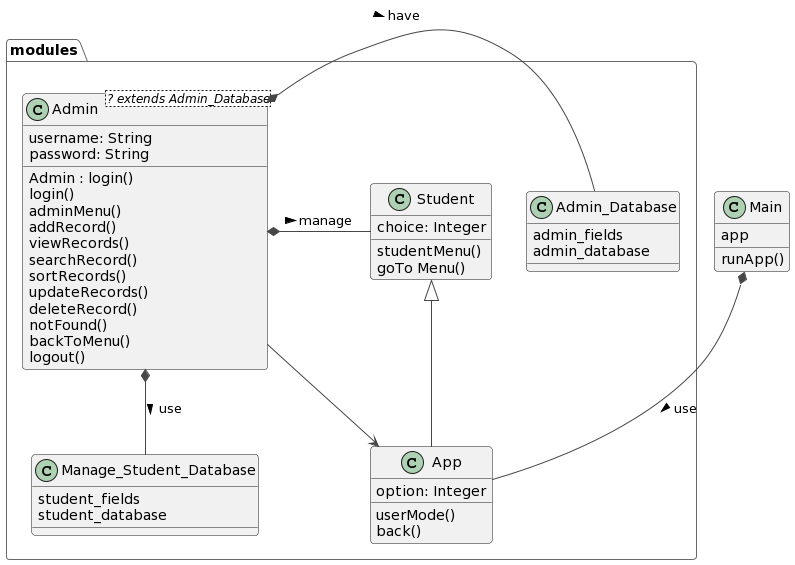 have
modules
C Admin
? extends Admin_Database
username: String
password: String
Admin : login()
login()
adminMenu()
addRecord()
viewRecords()
searchRecord()
sortRecords()
updateRecords()
deleteRecord()
notFound()
backToMenu()
logout()
manage
C Student
choice: Integer
studentMenu()
goTo Menu()
C Admin_Database
admin_fields
admin_database
C Main
app
runApp()
use
use
C Manage_Student_Database
student_fields
student_database
C App
option: Integer
userMode()
back()